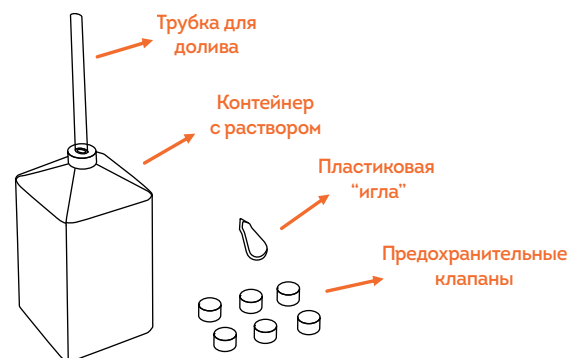 Трубка для
долива
Контейнер
с раствором
Пластиковая
“игла”
Предохранительные
клапаны